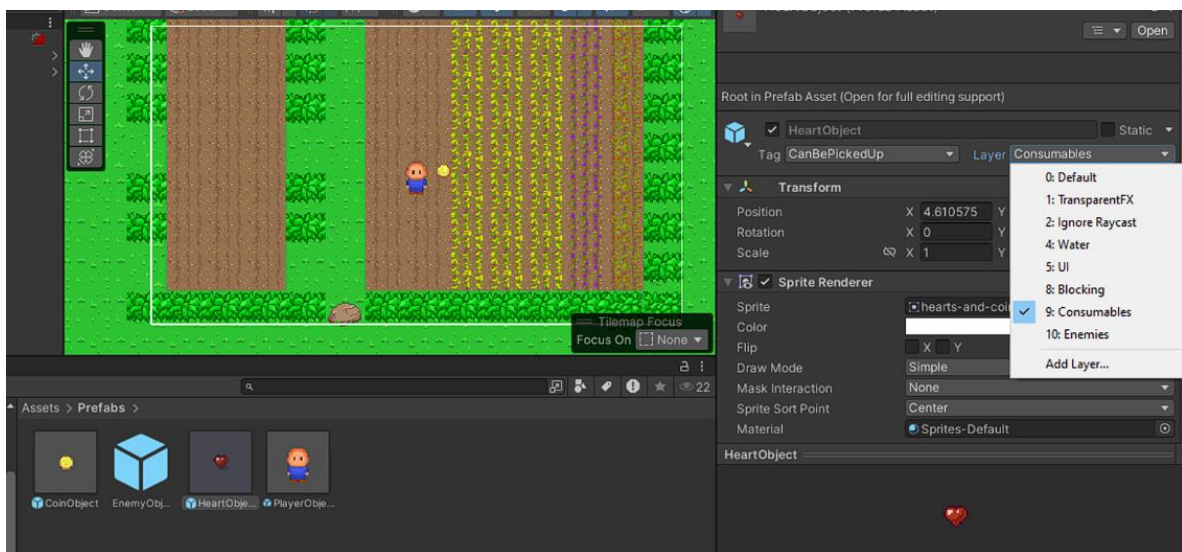 Open
Root in Prefab Asset (Open for full editing support)
HeartObject
Static
Tag CanBePickedUp
Layer Consumables
0: Default
1: TransparentFX
2: Ignore Raycast
4: Water
5: UI
8: Blocking
9: Consumables
10: Enemies
Add Layer...
Transform
Position X 4.610575 Y
Rotation X 0 Y
Scale X 1 Y
Sprite Renderer
Sprite hearts-and-coi
Color
Flip X Y
Draw Mode Simple
Mask Interaction None
Sprite Sort Point Center
Material Sprites-Default
HeartObject
Tilemap Focus
Focus On None
22
Assets > Prefabs >
CoinObject
EnemyObj...
HeartObje...
PlayerObje...